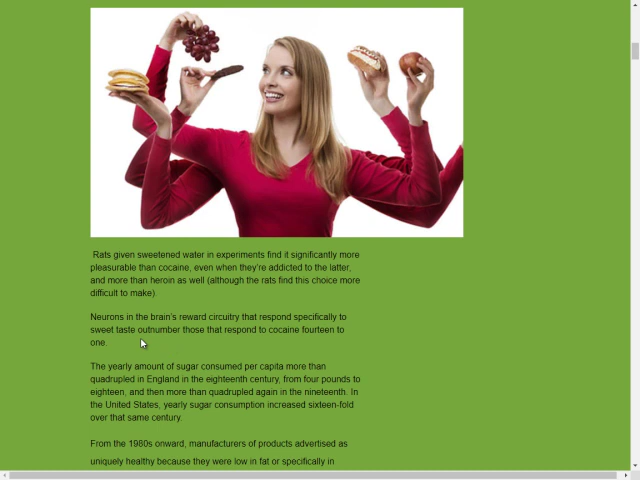 Rats given sweetened water in experiments find it significantly more
pleasurable than cocaine, even when they're addicted to the latter,
and more than heroin as well (although the rats find this choice more
difficult to make).
Neurons in the brain's reward circuitry that respond specifically to
sweet taste outnumber those that respond to cocaine fourteen to
one.
The yearly amount of sugar consumed per capita more than
quadrupled in England in the eighteenth century, from four pounds to
eighteen, and then more than quadrupled again in the nineteenth. In
the United States, yearly sugar consumption increased sixteen-fold
over that same century.
From the 1980s onward, manufacturers of products advertised as
uniquely healthy because they were low in fat or specifically in